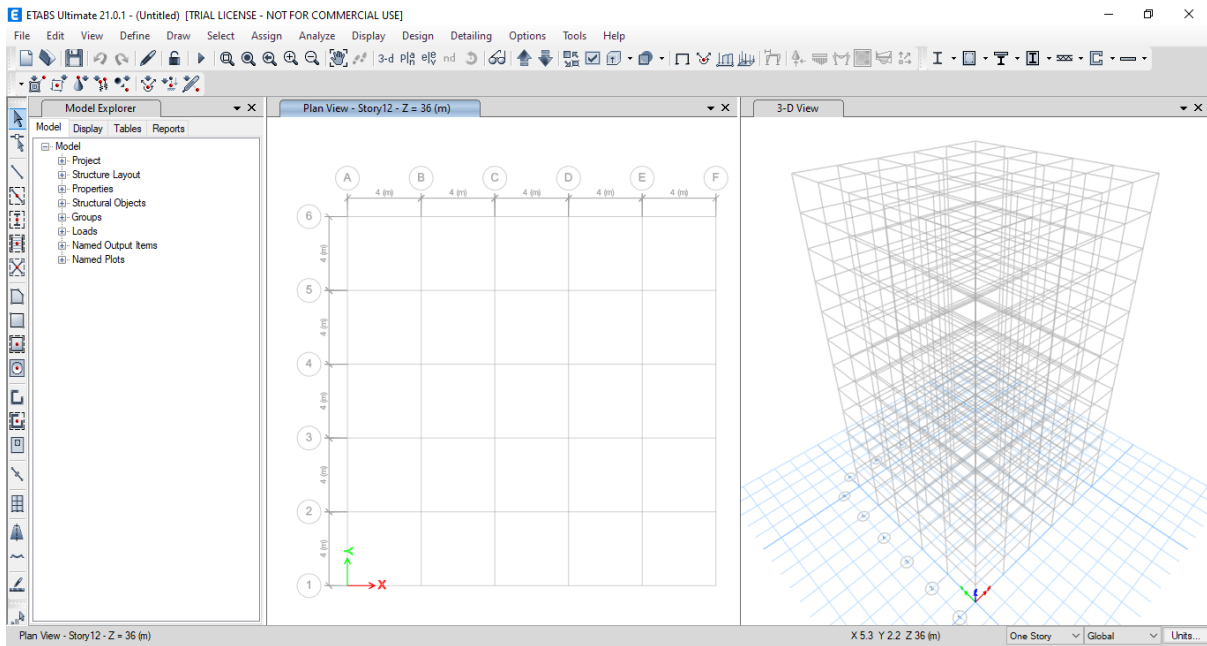 E ETABS Ultimate 21.0.1 - (Untitled) [TRIAL LICENSE - NOT FOR COMMERCIAL USE]
File Edit View Define Draw Select Assign Analyze Display Design Detailing Options Tools Help
3-d nd
Model Explorer
Plan View - Story12 - Z = 36 (m)
3-D View
Model Display Tables Reports
Model
Project
Structure Layout
Properties
Structural Objects
Groups
Loads
Named Output Items
Named Plots
A B C D E F
4 (m) 4 (m) 4 (m) 4 (m) 4 (m)
6
4 (m)
5
4 (m)
4
4 (m)
3
4 (m)
2
4 (m)
Y
1
X
Plan View - Story12 - Z = 36 (m)
X 5.3 Y 2.2 Z 36 (m)
One Story
Global
Units...